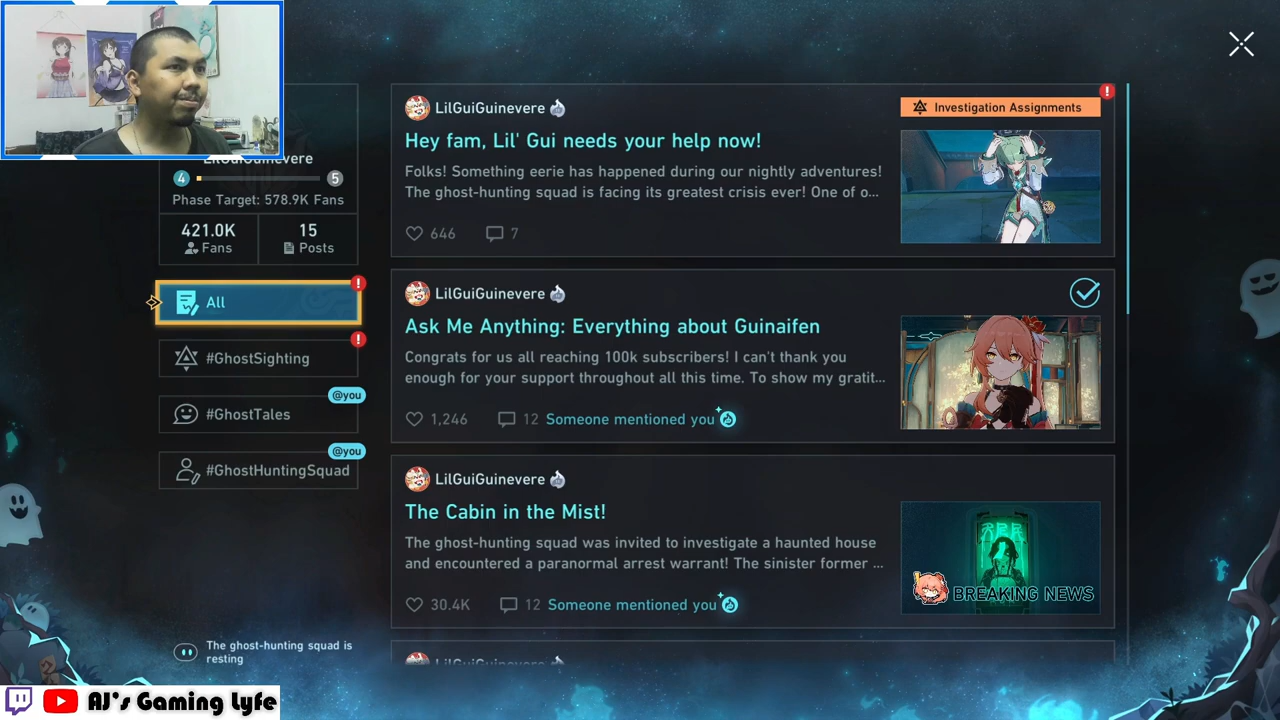 LilGuiGuinevere
4
5
Phase Target: 578.9K Fans
421.0K
Fans
15
Posts
All
#GhostSighting
@you
#GhostTales
@you
#GhostHuntingSquad
The ghost-hunting squad is
resting
LilGuiGuinevere
Investigation Assignments
Hey fam, Lil' Gui needs your help now!
Folks! Something eerie has happened during our nightly adventures!
The ghost-hunting squad is facing its greatest crisis ever! One of o...
646
7
LilGuiGuinevere
Ask Me Anything: Everything about Guinaifen
Congrats for us all reaching 100k subscribers! I can't thank you
enough for your support throughout all this time. To show my gratit...
1,246
12 Someone mentioned you
LilGuiGuinevere
The Cabin in the Mist!
The ghost-hunting squad was invited to investigate a haunted house
and encountered a paranormal arrest warrant! The sinister former ...
BREAKING NEWS
30.4K
12 Someone mentioned you
LilGuiGuinevere
AJ's Gaming Lyfe